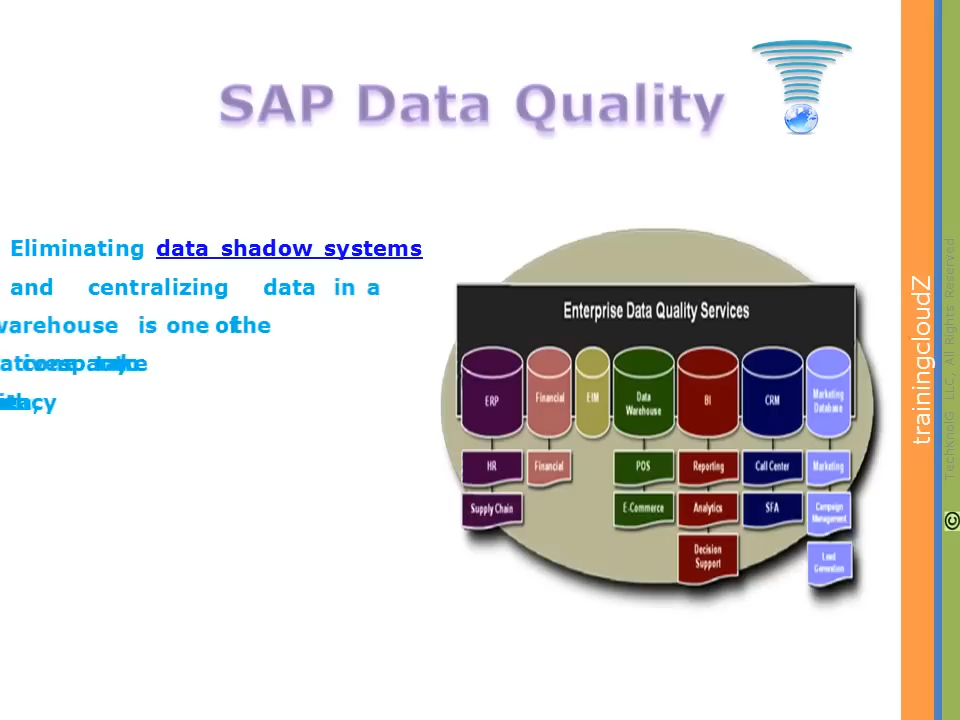 SAP Data Quality
Eliminating data shadow systems
and centralizing data in a
warehouse is one of the
Enterprise Data Quality Services
ERP
Financial
EIM
Data
Warehouse
BI
CRM
Marketing
Database
HR
Financial
POS
Reporting
Call Center
Marketing
Supply Chain
E-Commerce
Analytics
SFA
Campaign
Management
Decision
Support
Lead
Generation
trainingcloudZ
© TechknolG LLC, All Rights Reserved